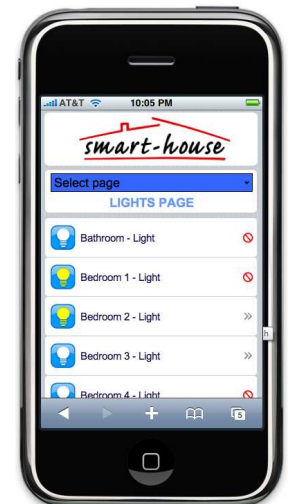 AT&T 10:05 PM
smart-house
Select page
LIGHTS PAGE
Bathroom - Light
Bedroom 1 - Light
Bedroom 2 - Light
Bedroom 3 - Light
Bedroom 4 - Light
5